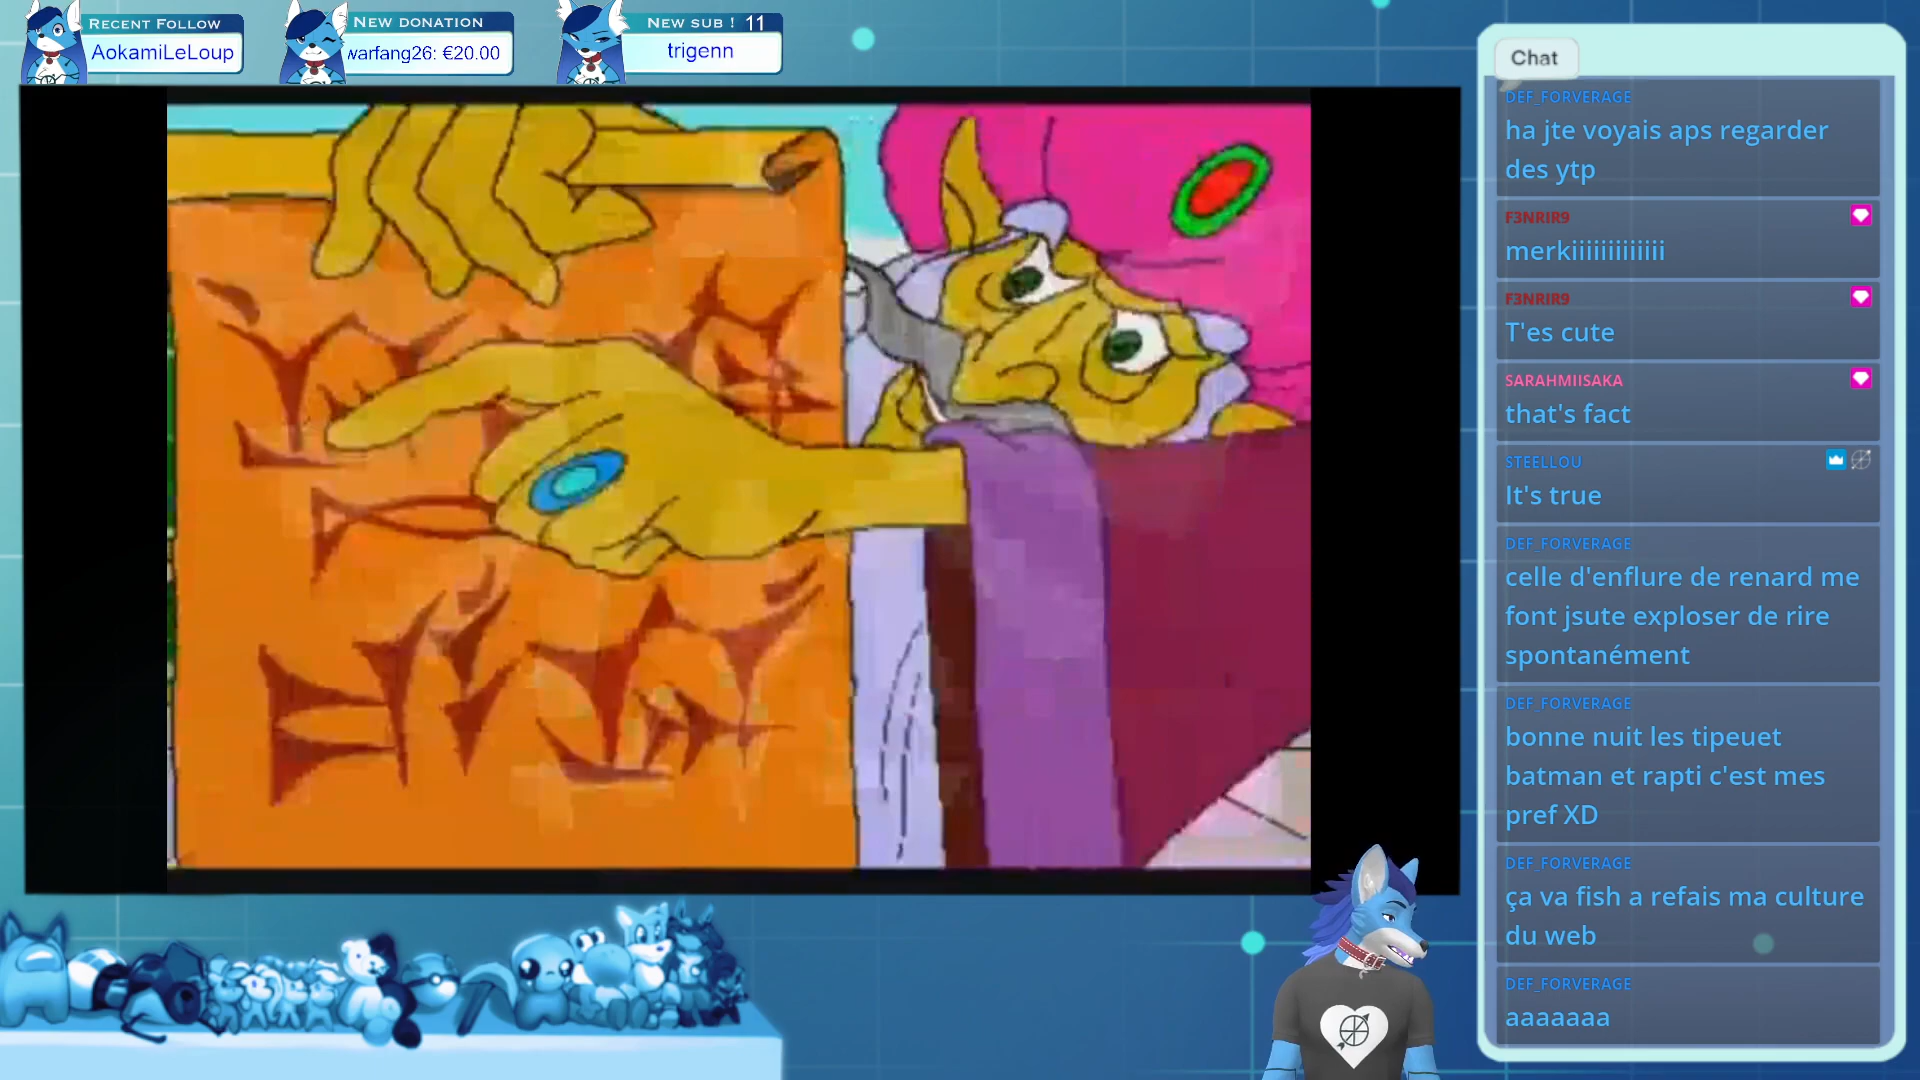 RECENT FOLLOW
AokamiLeLoup
NEW DONATION
warfang26: €20.00
NEW SUB ! 11
trigenn
Chat
DEF_FORVERAGE
ha jte voyais aps regarder
des ytp
F3NRIR9
merkiiiiiiiiiiiii
F3NRIR9
T'es cute
SARAHMIISAKA
that's fact
STEELLOU
It's true
DEF_FORVERAGE
celle d'enflure de renard me
font jsute exploser de rire
spontanément
DEF_FORVERAGE
bonne nuit les tipeuet
batman et rapti c'est mes
pref XD
DEF_FORVERAGE
ça va fish a refais ma culture
du web
DEF_FORVERAGE
aaaaaaa